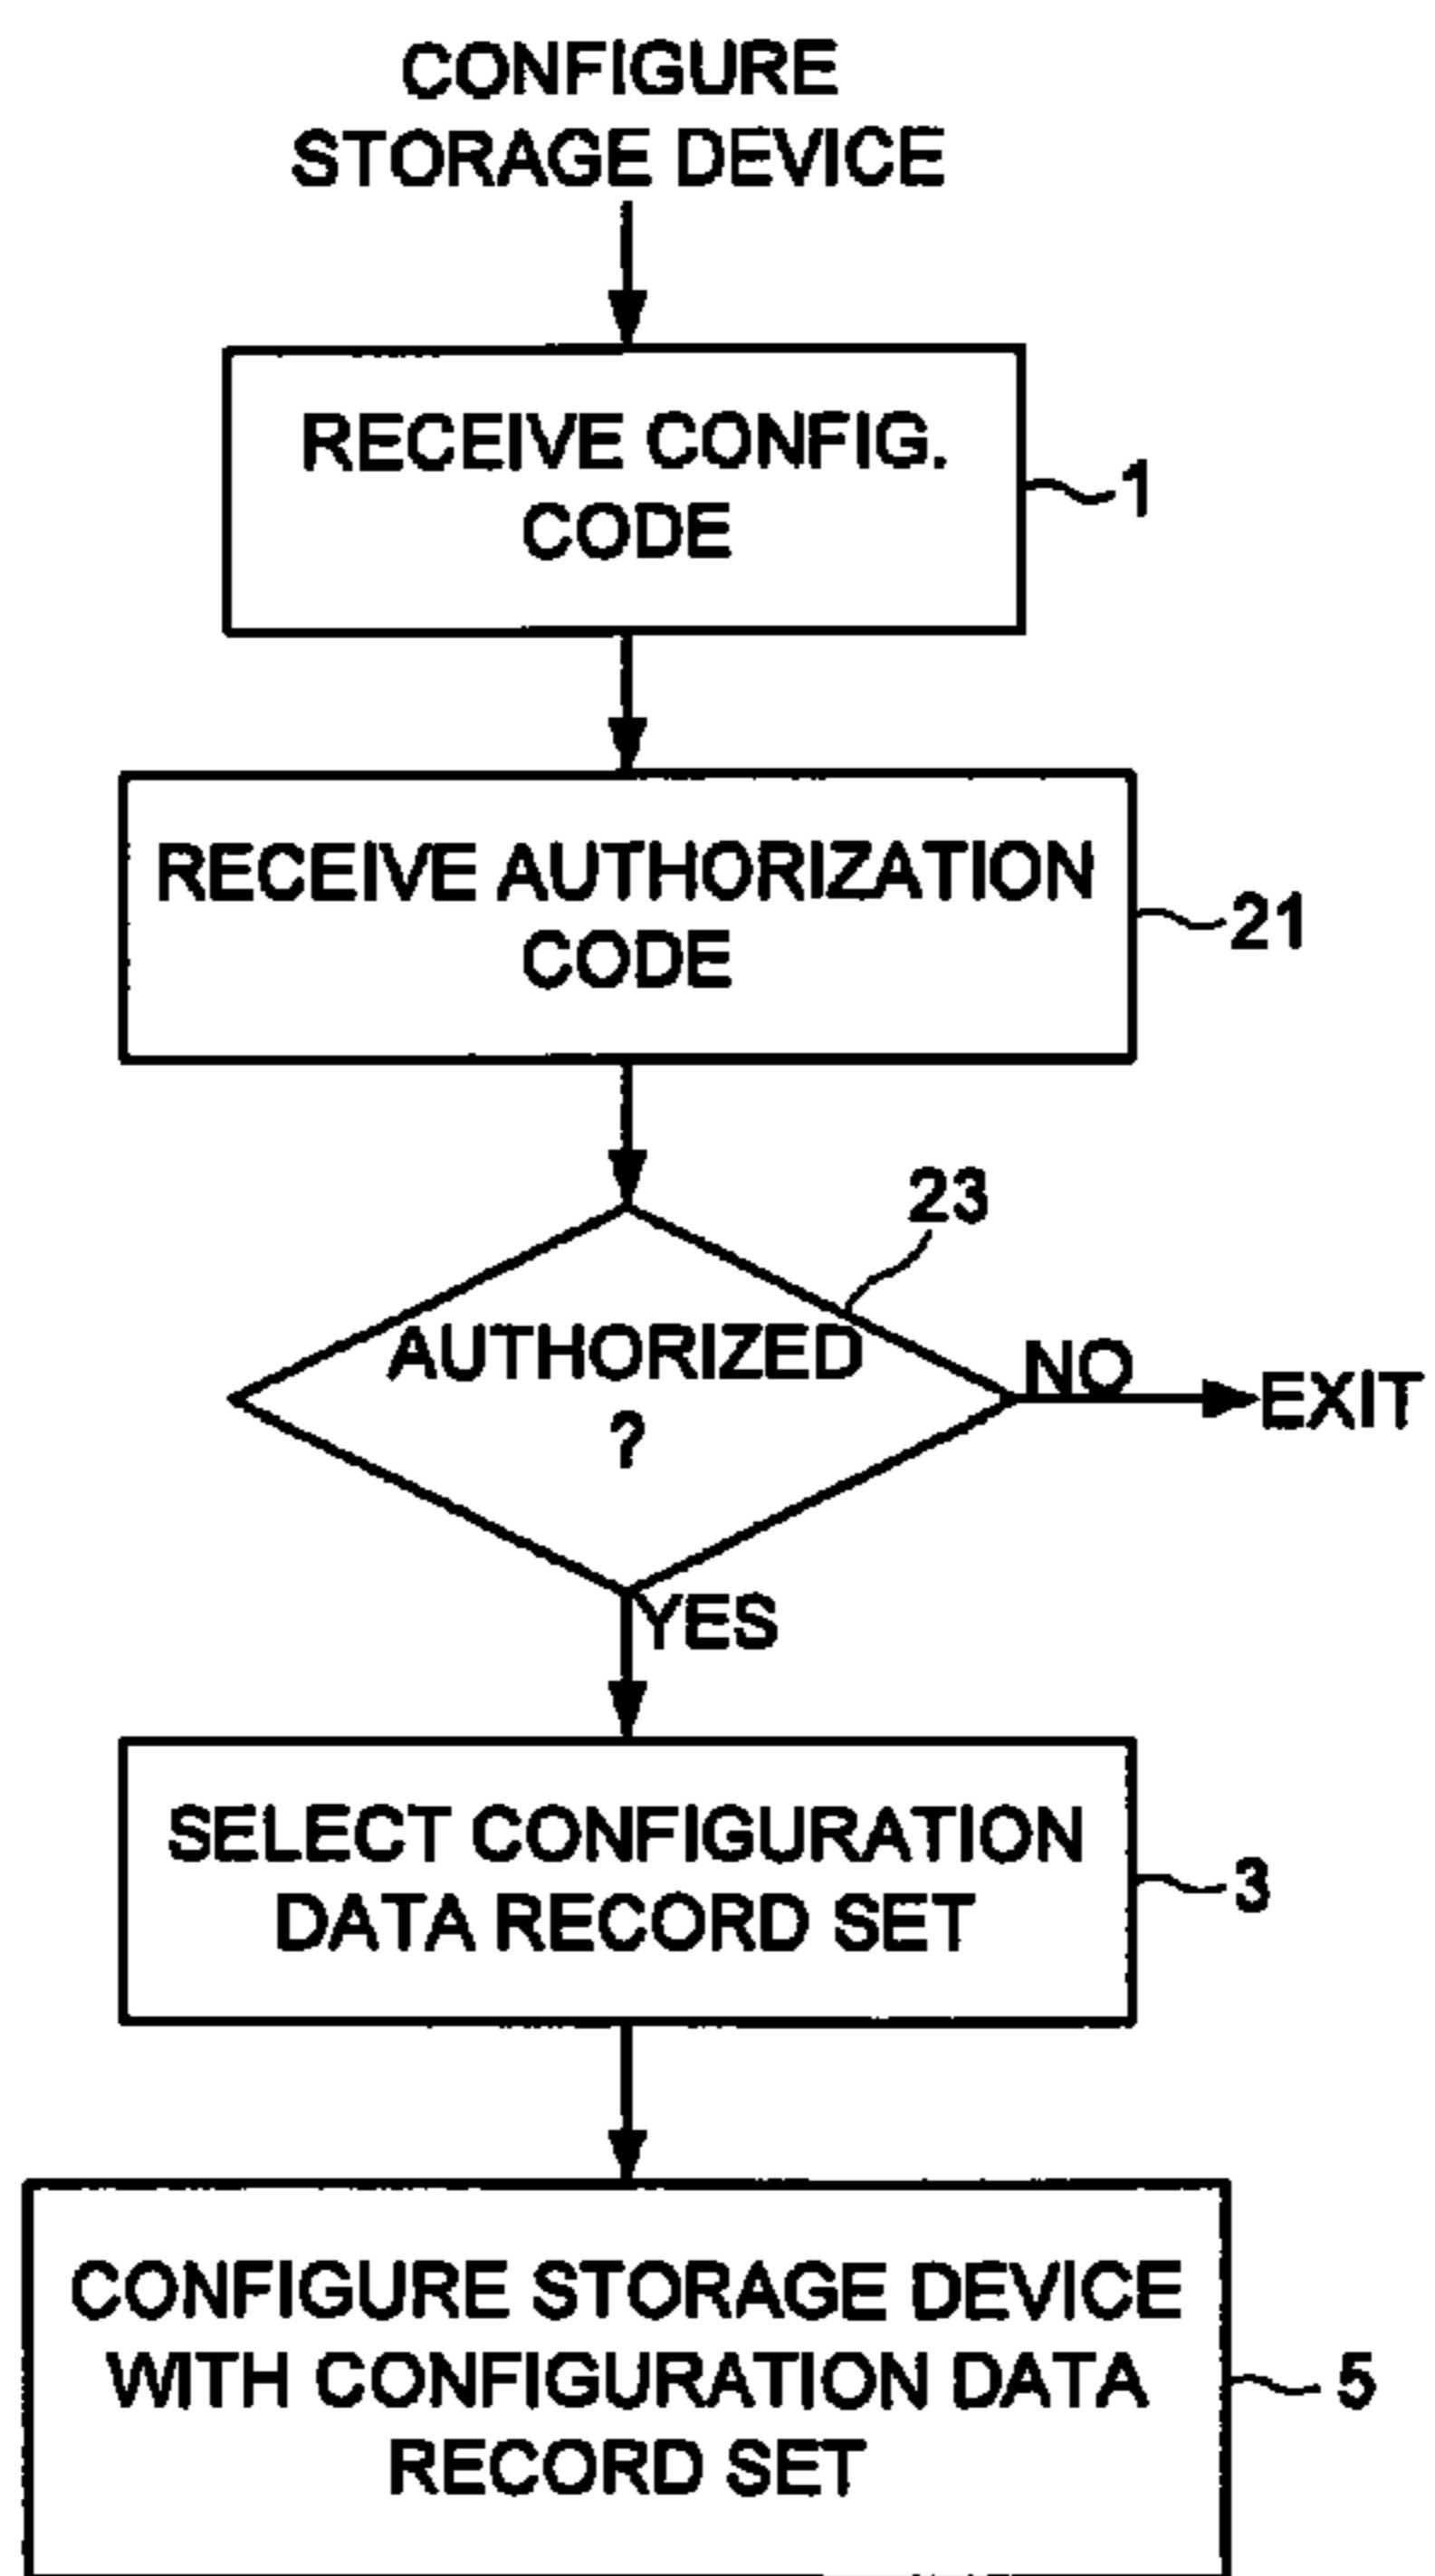 CONFIGURE
STORAGE DEVICE
RECEIVE CONFIG.
CODE
1
RECEIVE AUTHORIZATION
CODE
21
23
AUTHORIZED
?
NO
EXIT
YES
SELECT CONFIGURATION
DATA RECORD SET
3
CONFIGURE STORAGE DEVICE
WITH CONFIGURATION DATA
RECORD SET
5